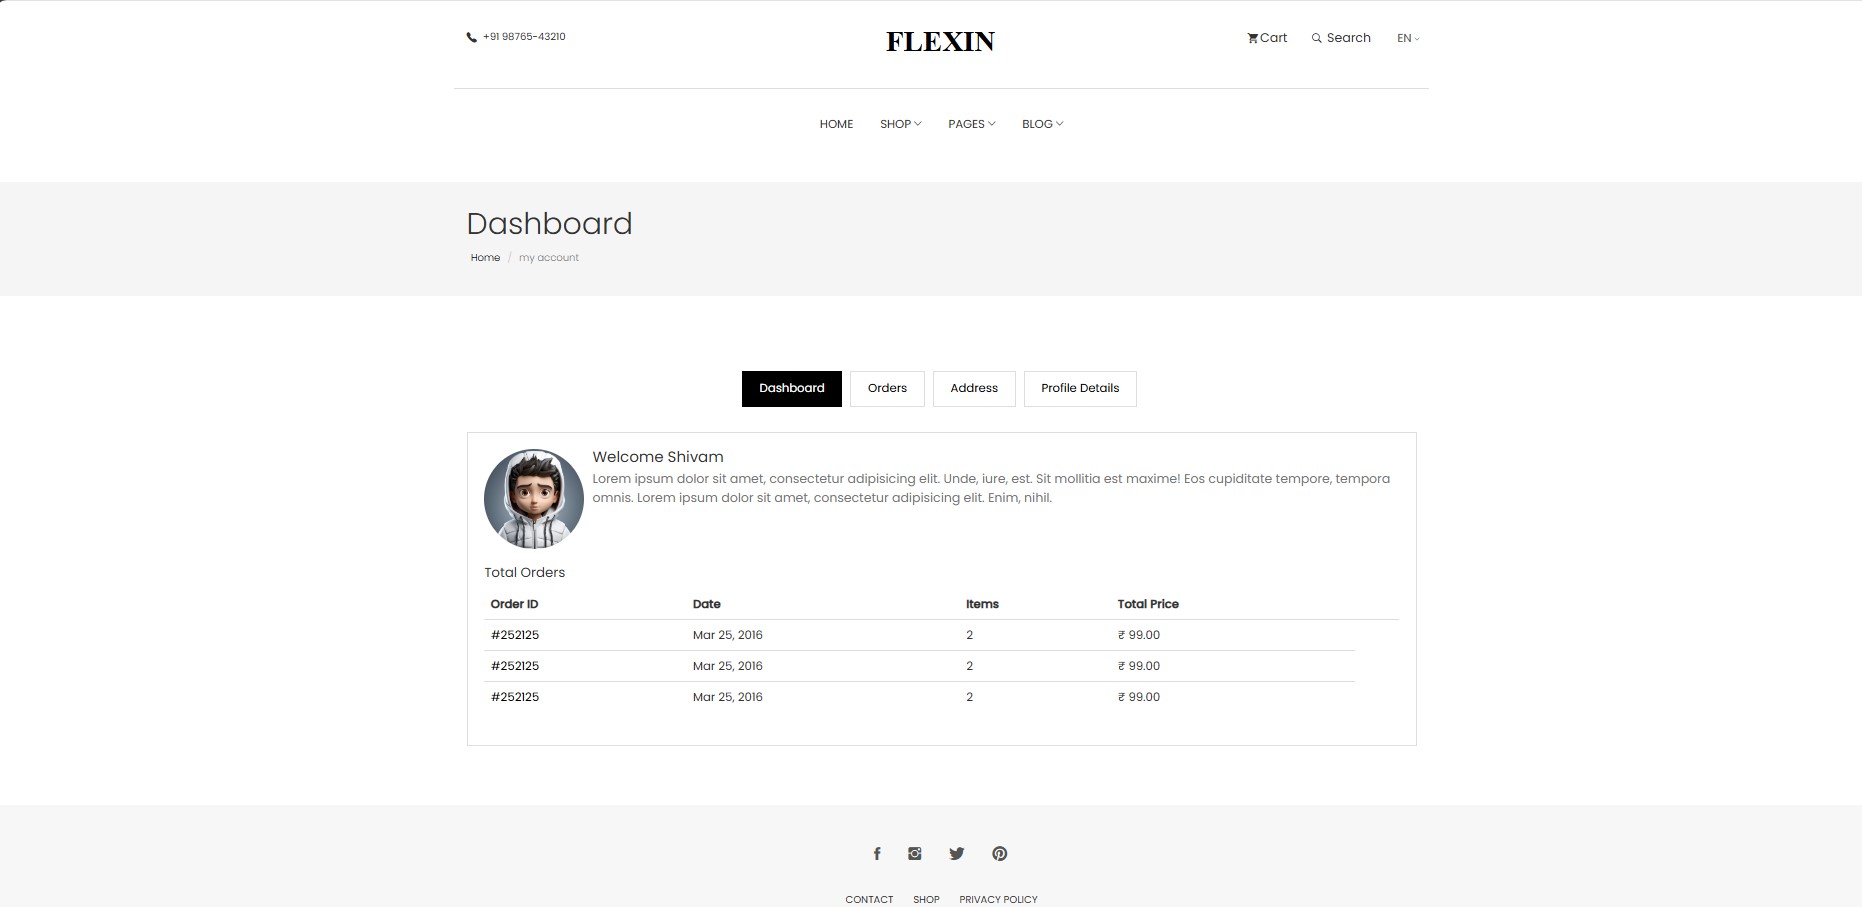 +91 98765-43210
FLEXIN
Cart
Search
EN
HOME SHOP PAGES BLOG
Dashboard
Home / my account
Dashboard Orders Address Profile Details
Welcome Shivam
Lorem ipsum dolor sit amet, consectetur adipisicing elit. Unde, iure, est. Sit mollitia est maxime! Eos cupiditate tempore, tempora
omnis. Lorem ipsum dolor sit amet, consectetur adipisicing elit. Enim, nihil.
Total Orders
Order ID Date Items Total Price
#252125 Mar 25, 2016 2 ₹ 99.00
#252125 Mar 25, 2016 2 ₹ 99.00
#252125 Mar 25, 2016 2 ₹ 99.00
CONTACT SHOP PRIVACY POLICY